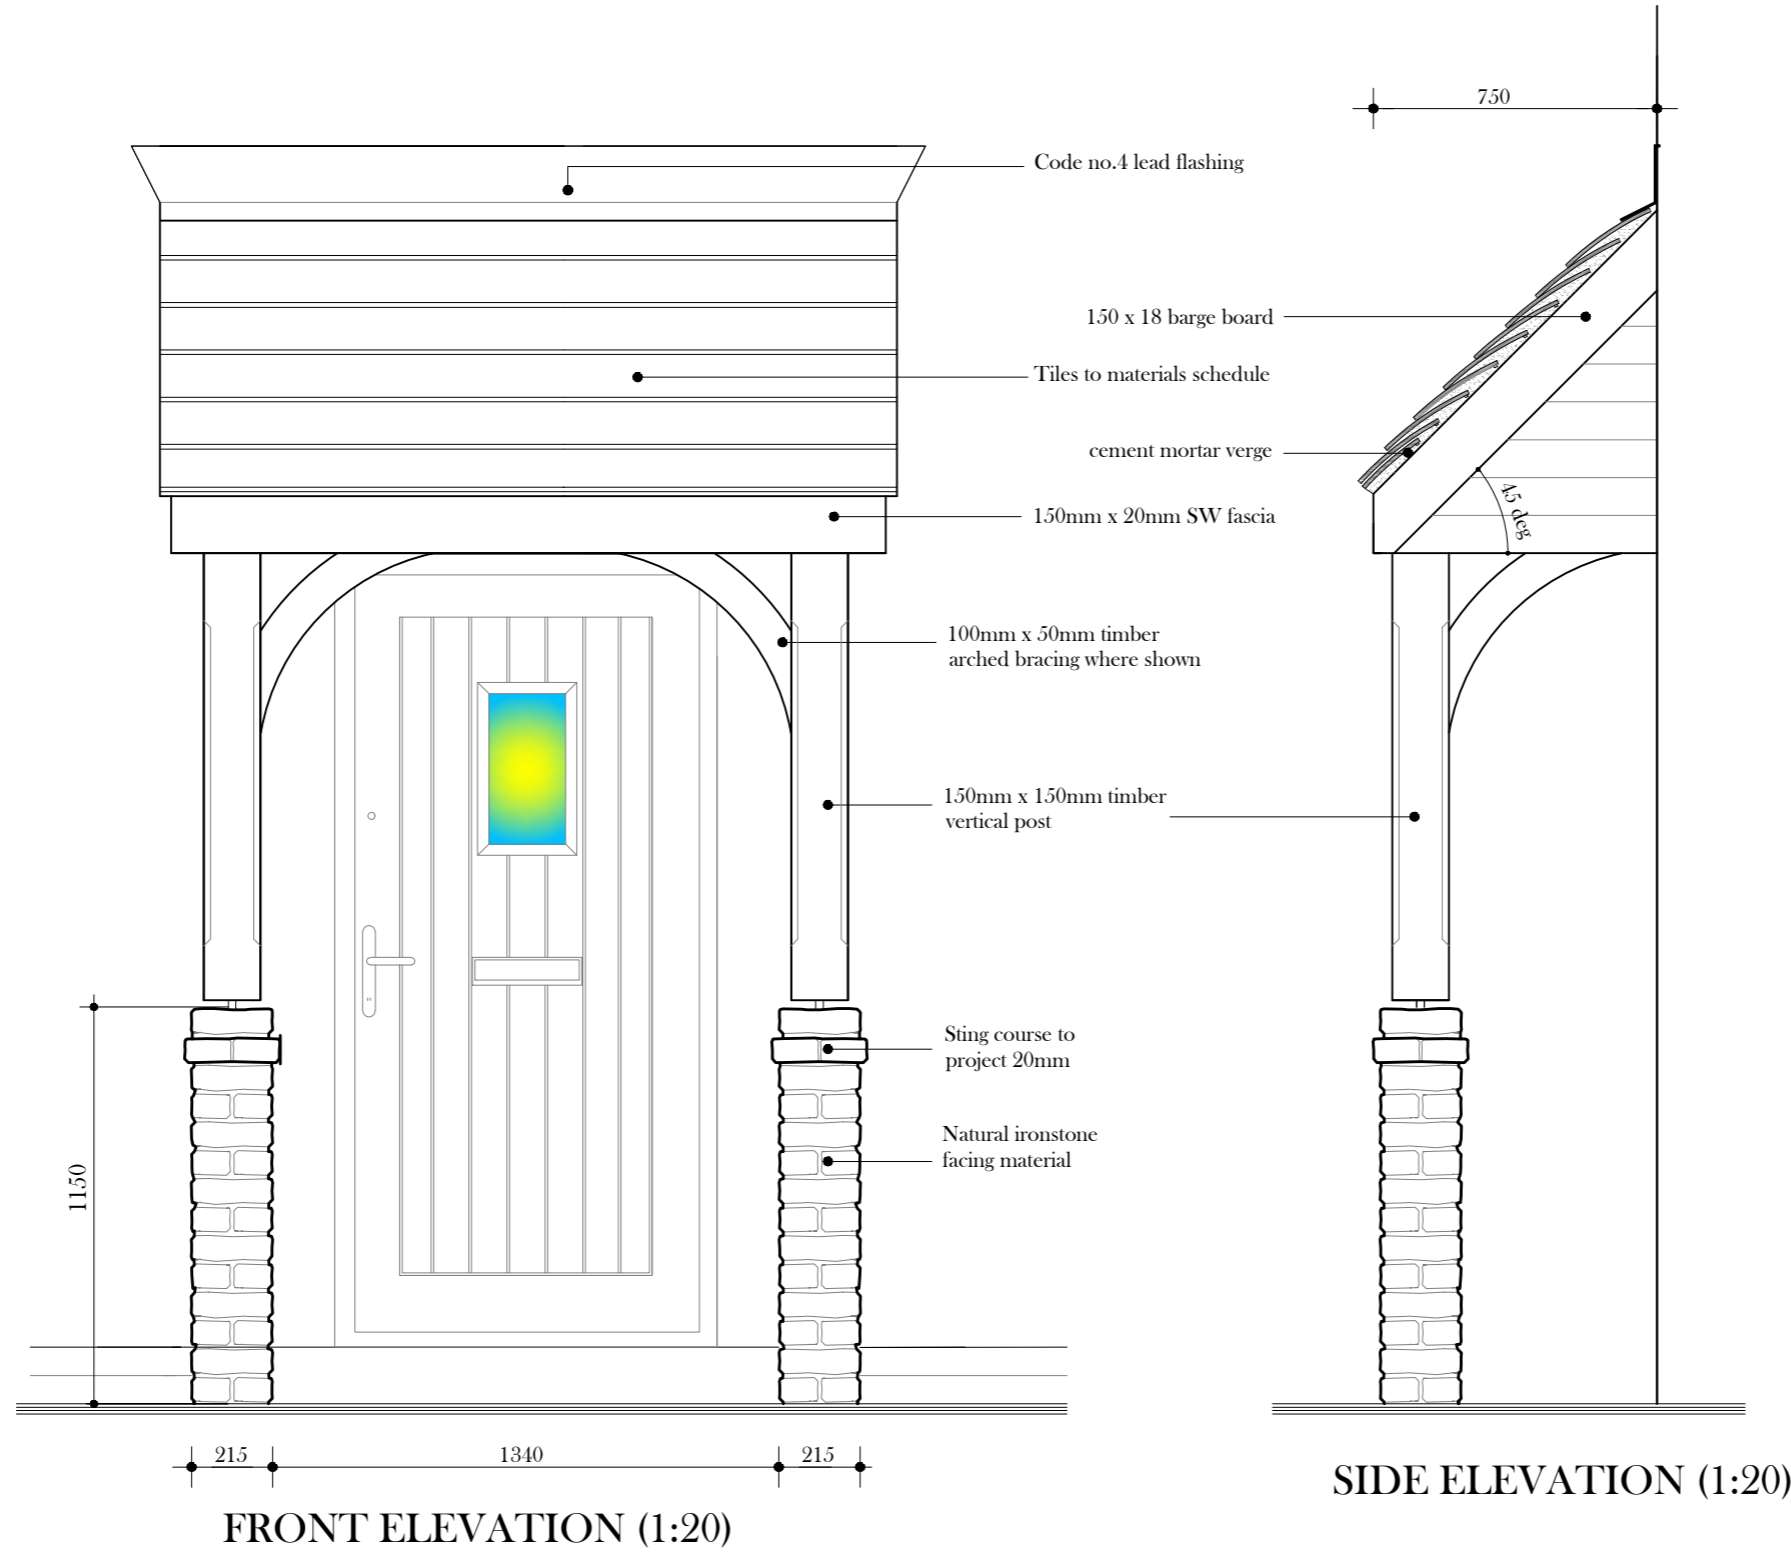 750
Code no.4 lead flashing
150 x 18 barge board
Tiles to materials schedule
cement mortar verge
45 deg
150mm x 20mm SW fascia
100mm x 50mm timber
arched bracing where shown
150mm x 150mm timber
vertical post
Sting course to
project 20mm
Natural ironstone
facing material
1150
215
1340
215
SIDE ELEVATION (1:20)
FRONT ELEVATION (1:20)